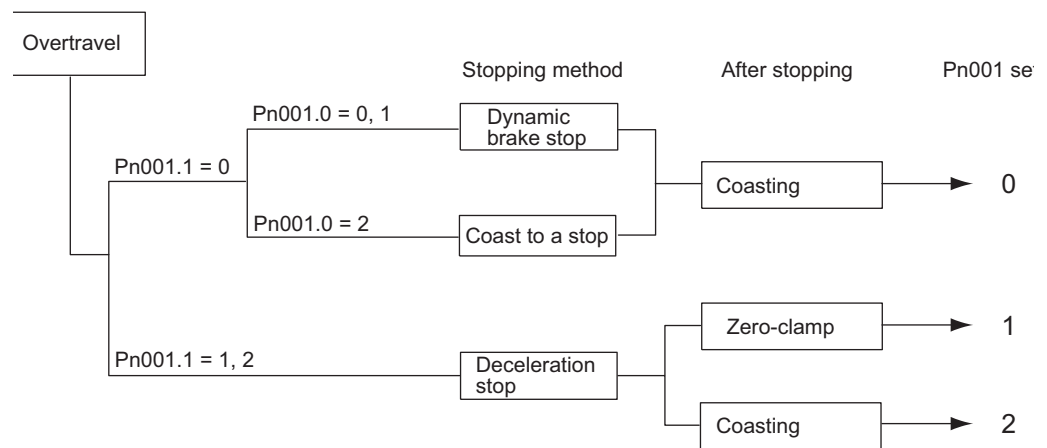 Overtravel
Stopping method
After stopping
Pn001
Pn001.0 = 0, 1
Dynamic
brake stop
Pn001.1 = 0
Coasting
0
Pn001.0 = 2
Coast to a stop
Zero-clamp
1
Pn001.1 = 1, 2
Deceleration
stop
Coasting
2